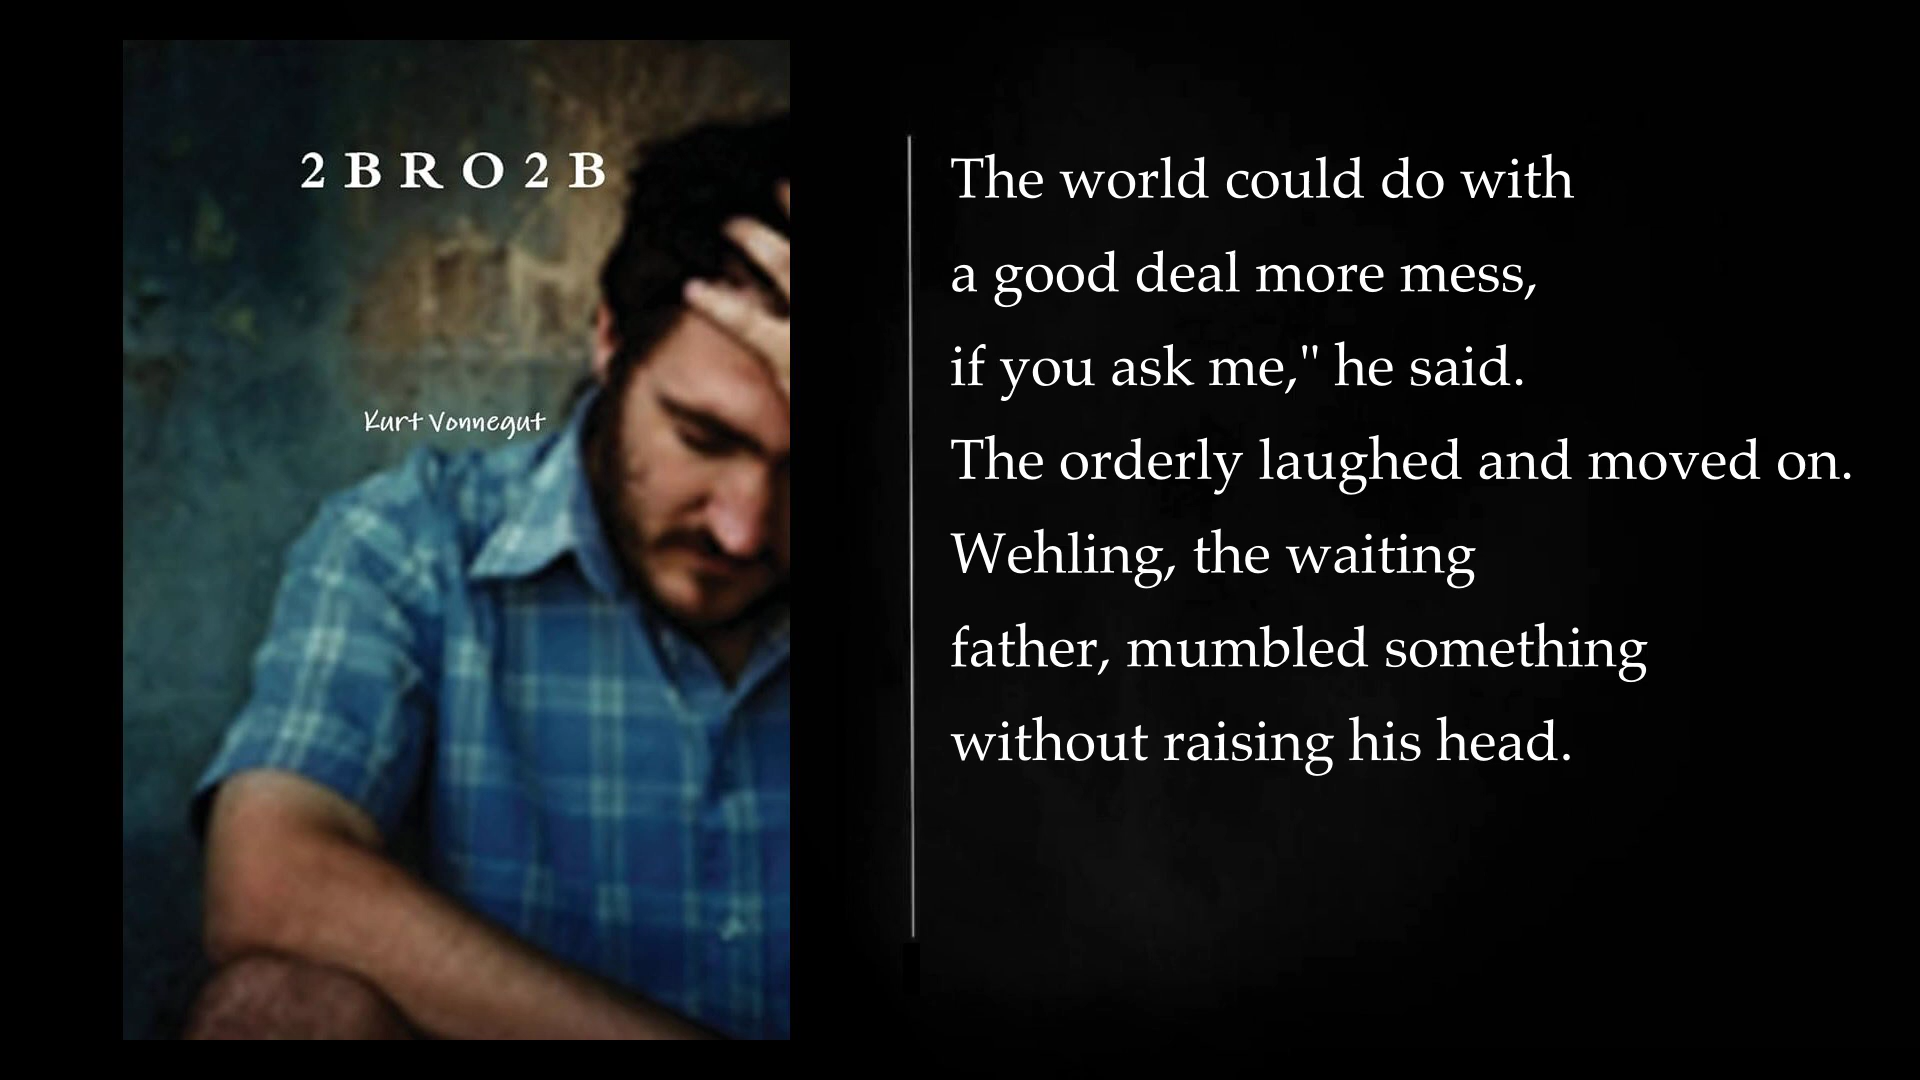 2 B R O 2 B
Kurt Vonnegut
The world could do with
a good deal more mess,
if you ask me," he said.
The orderly laughed and moved on.
Wehling, the waiting
father, mumbled something
without raising his head.